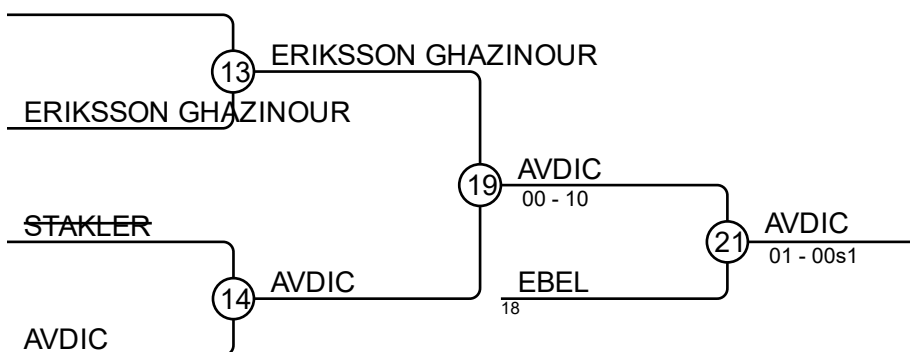 13
ERIKSSON GHAZINOUR
ERIKSSON GHAZINOUR
19
AVDIC
00 - 10
STAKLER
21
AVDIC
01 - 00s1
14
AVDIC
EBEL
18
AVDIC